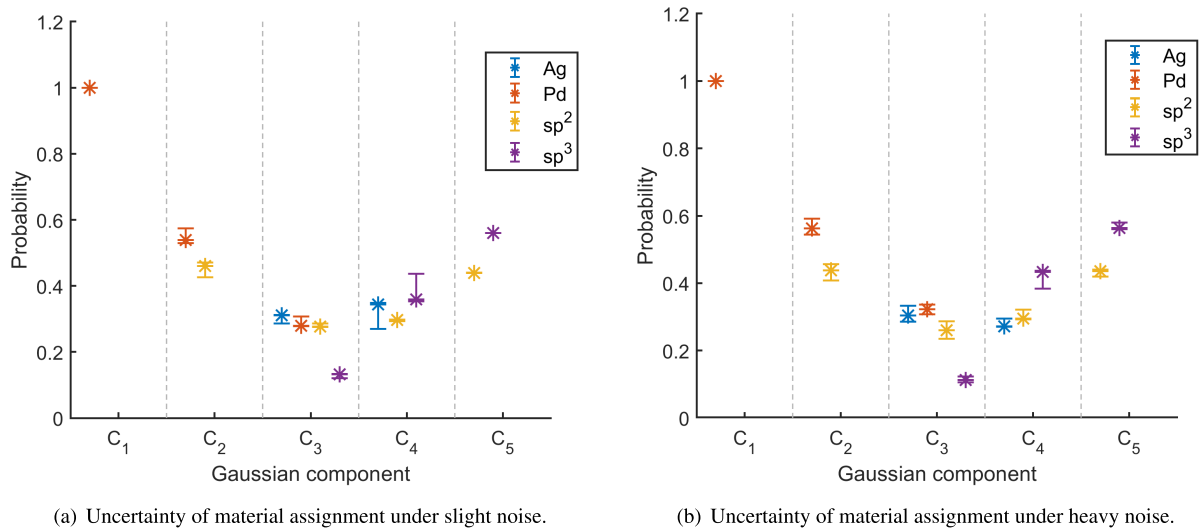 1.2
1
0.8
0.6
0.4
0.2
0
Probability
C₁ C₂ C₃ C₄ C₅
Gaussian component
Ag
Pd
sp²
sp³
(a) Uncertainty of material assignment under slight noise.
1.2
1
0.8
0.6
0.4
0.2
0
Probability
C₁ C₂ C₃ C₄ C₅
Gaussian component
Ag
Pd
sp²
sp³
(b) Uncertainty of material assignment under heavy noise.